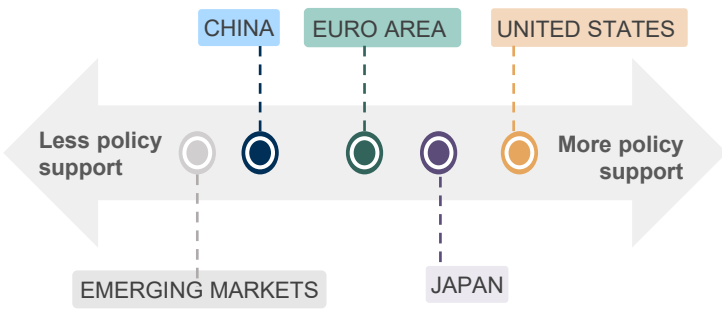 CHINA
EURO AREA
UNITED STATES
Less policy
support
More policy
support
EMERGING MARKETS
JAPAN